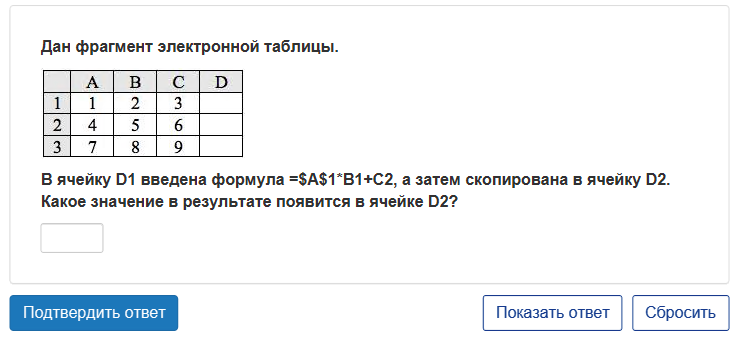 Дан фрагмент электронной таблицы.
A B C D
1 1 2 3
2 4 5 6
3 7 8 9
В ячейку D1 введена формула =$A$1*B1+C2, а затем скопирована в ячейку D2.
Какое значение в результате появится в ячейке D2?
Подтвердить ответ Показать ответ Сбросить